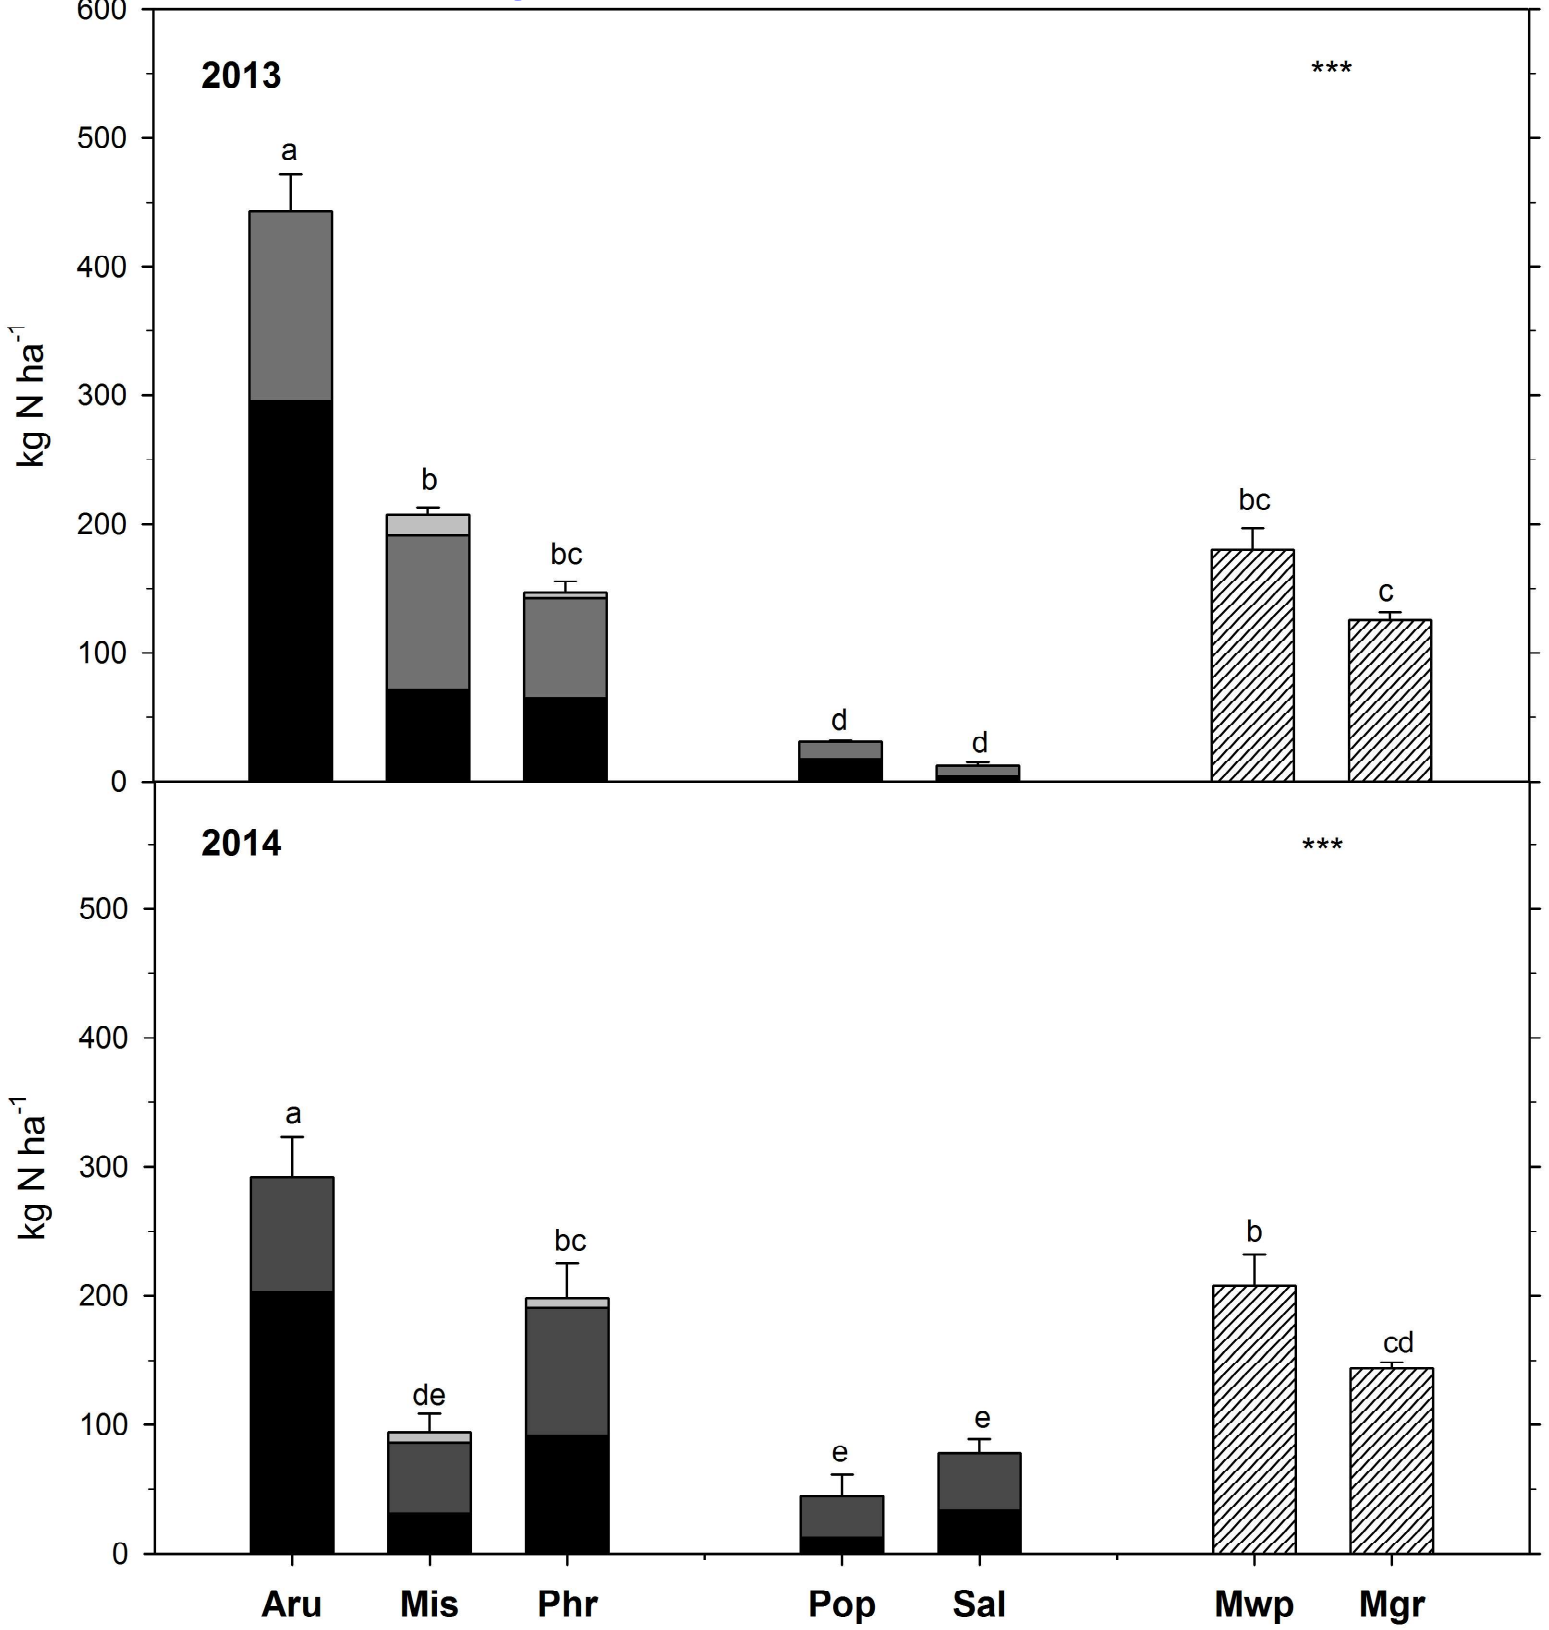 600
2013
***
500
a
400
kg N ha⁻¹
300
b
bc
bc
200
c
100
d
d
0
2014
***
500
400
a
kg N ha⁻¹
300
bc
b
200
de
cd
100
e
e
0
Aru Mis Phr Pop Sal Mwp Mgr